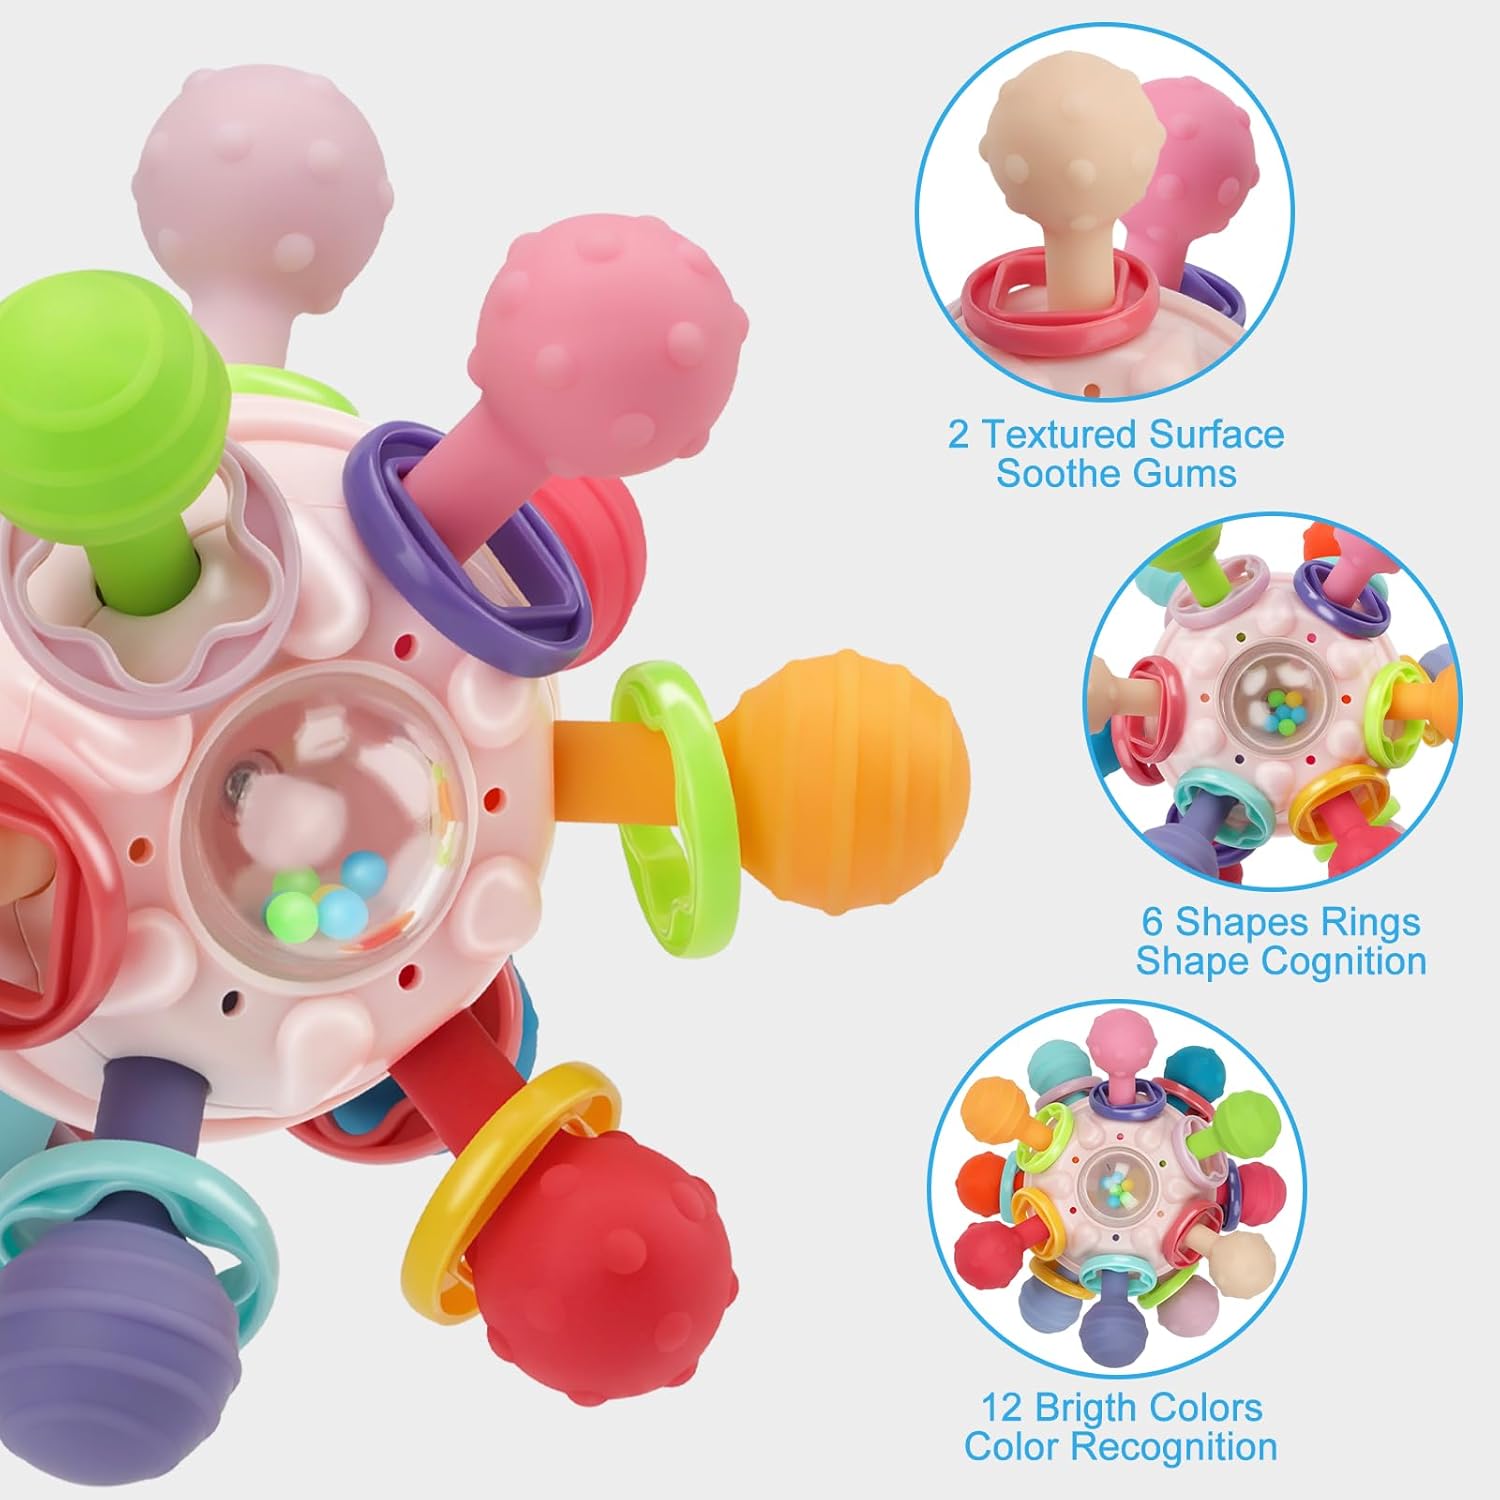 2 Textured Surface
Soothe Gums
6 Shapes Rings
Shape Cognition
12 Brigth Colors
Color Recognition